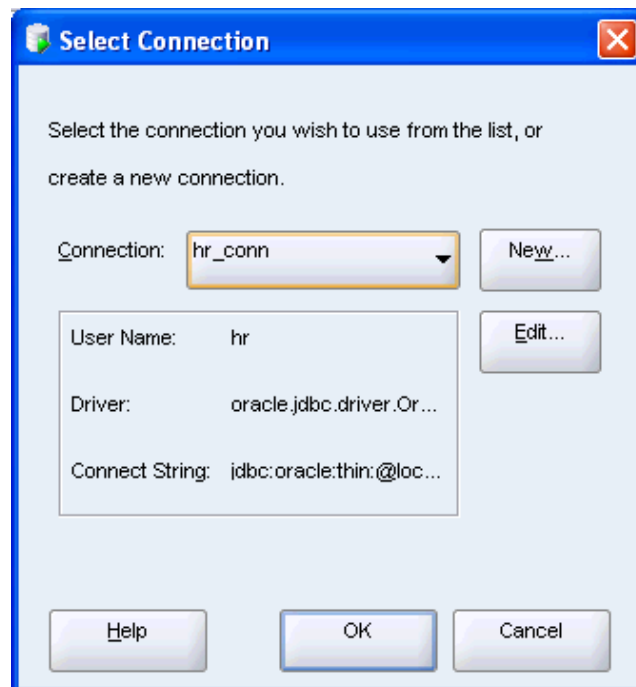 Select Connection
Select the connection you wish to use from the list, or
create a new connection.
Connection: hr_conn New...
User Name: hr Edit...
Driver: oracle.jdbc.driver.Or...
Connect String: jdbc:oracle:thin:@loc...
Help OK Cancel